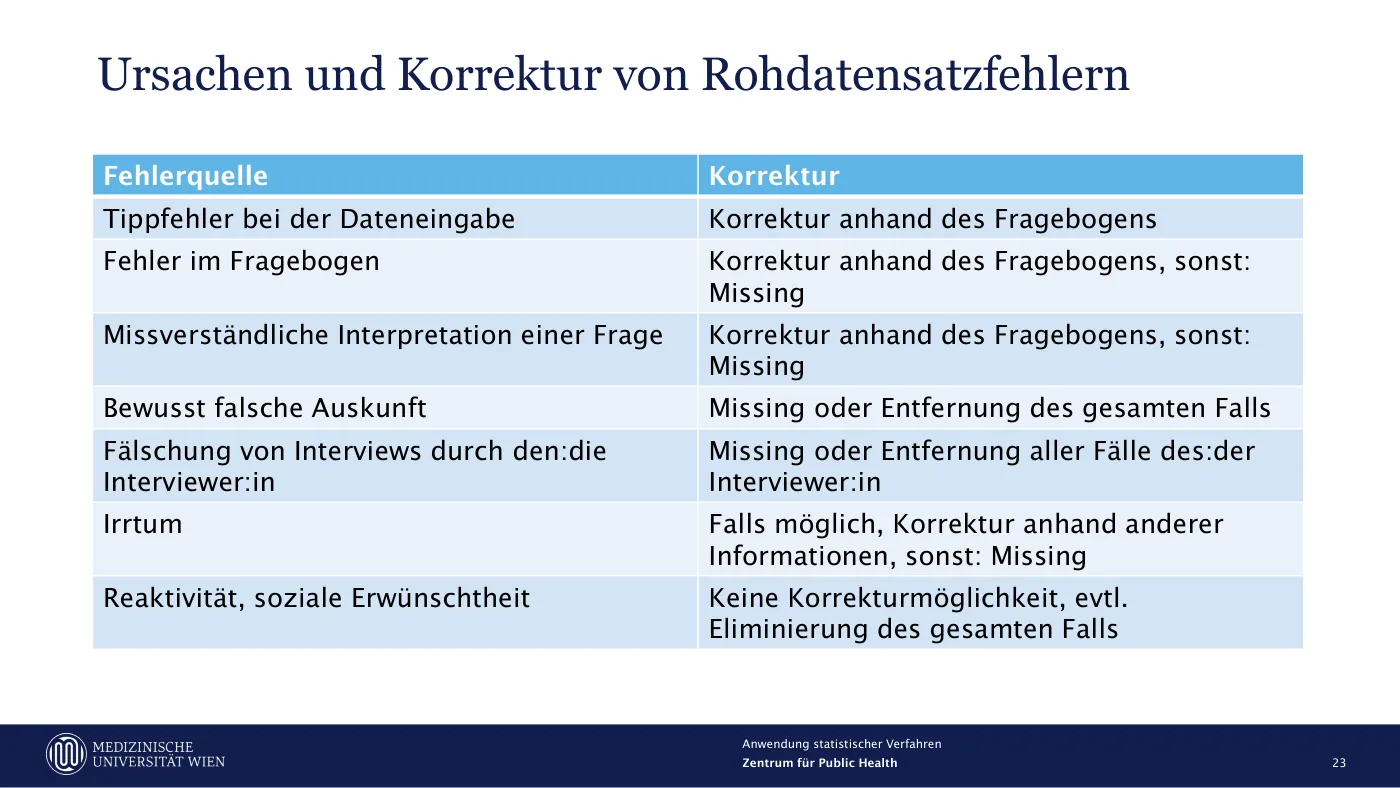 Ursachen und Korrektur von Rohdatensatzfehlern
Fehlerquelle
Korrektur
Tippfehler bei der Dateneingabe
Korrektur anhand des Fragebogens
Fehler im Fragebogen
Korrektur anhand des Fragebogens, sonst:
Missing
Missverständliche Interpretation einer Frage
Korrektur anhand des Fragebogens, sonst:
Missing
Bewusst falsche Auskunft
Missing oder Entfernung des gesamten Falls
Fälschung von Interviews durch den:die
Interviewer:in
Missing oder Entfernung aller Fälle des:der
Interviewer:in
Irrtum
Falls möglich, Korrektur anhand anderer
Informationen, sonst: Missing
Reaktivität, soziale Erwünschtheit
Keine Korrekturmöglichkeit, evtl.
Eliminierung des gesamten Falls
MEDIZINISCHE
UNIVERSITÄT WIEN
Anwendung statistischer Verfahren
Zentrum für Public Health
23